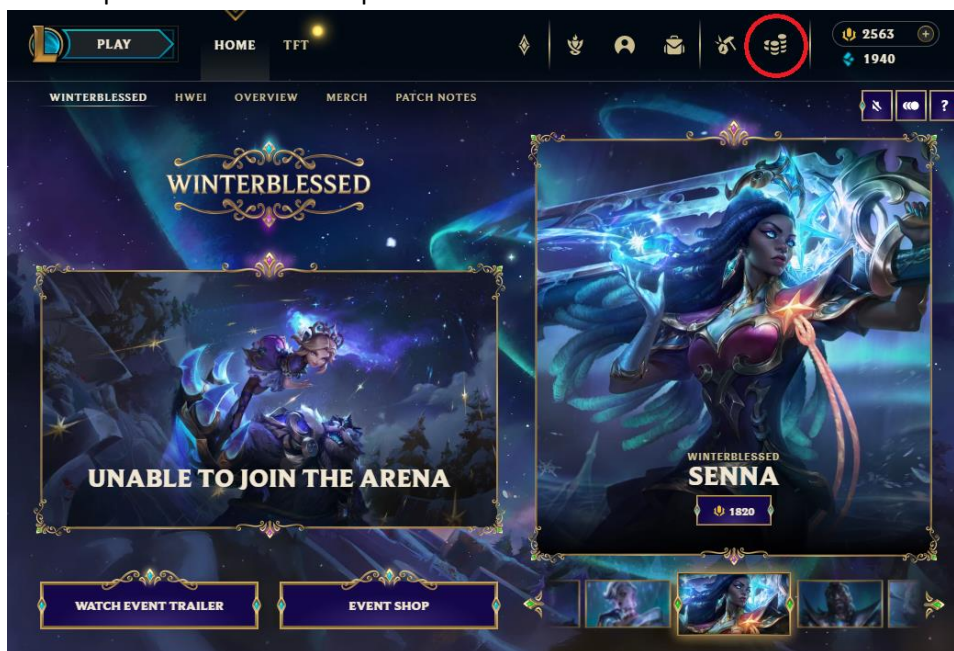 PLAY
HOME
TFT
2563
1940
WINTERBLESSED
HWEI
OVERVIEW
MERCH
PATCH NOTES
?
WINTERBLESSED
UNABLE TO JOIN THE ARENA
WINTERBLESSED
SENNA
1820
WATCH EVENT TRAILER
EVENT SHOP